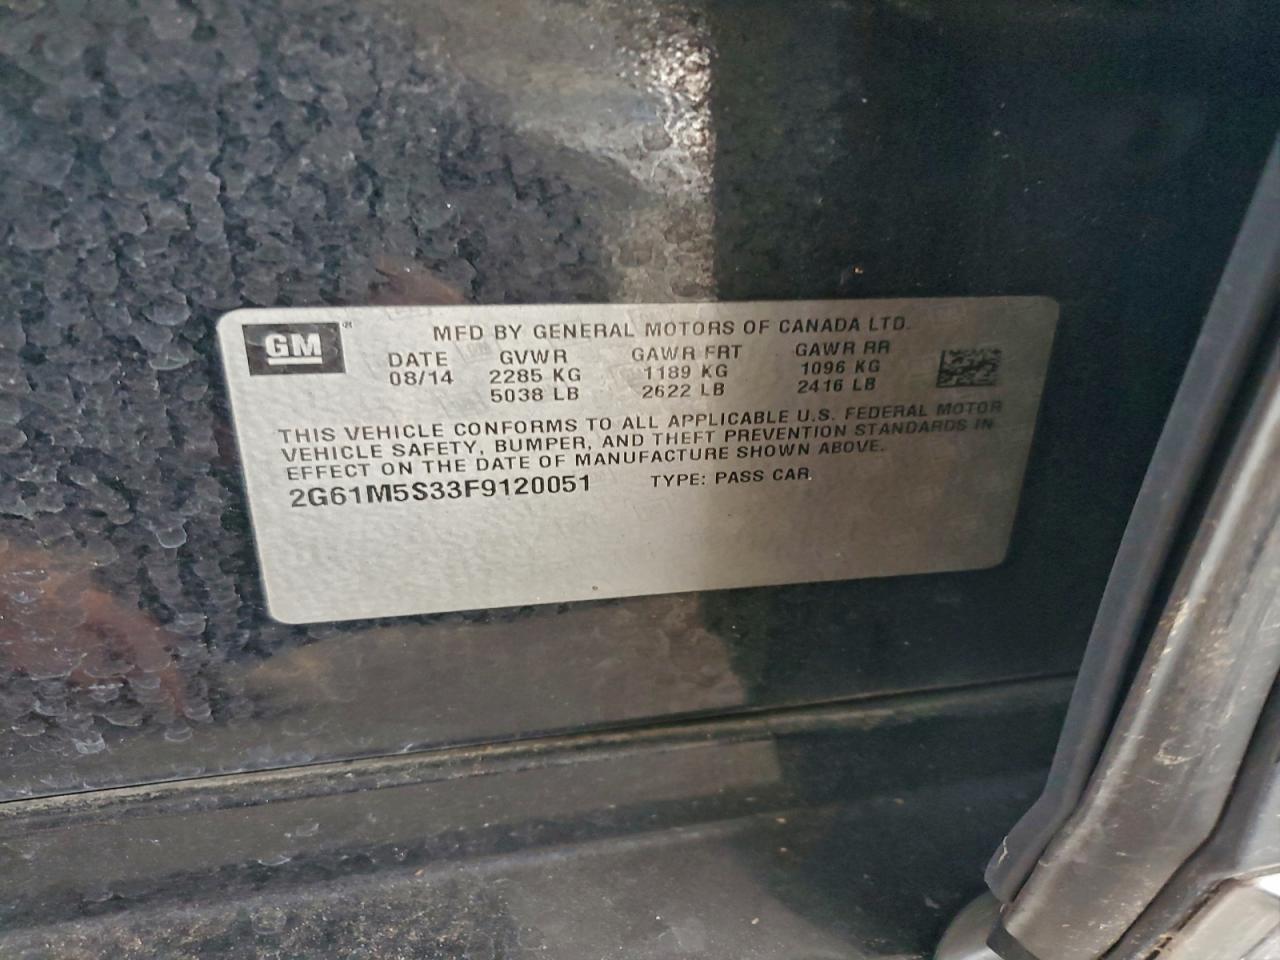 GM
MFD BY GENERAL MOTORS OF CANADA LTD.
DATE GVWR GAWR FRT GAWR RR
08/14 2285 KG 1189 KG 1096 KG
5038 LB 2622 LB 2416 LB
THIS VEHICLE CONFORMS TO ALL APPLICABLE U.S. FEDERAL MOTOR
VEHICLE SAFETY, BUMPER, AND THEFT PREVENTION STANDARDS IN
EFFECT ON THE DATE OF MANUFACTURE SHOWN ABOVE.
2G61M5S33F9120051 TYPE: PASS CAR